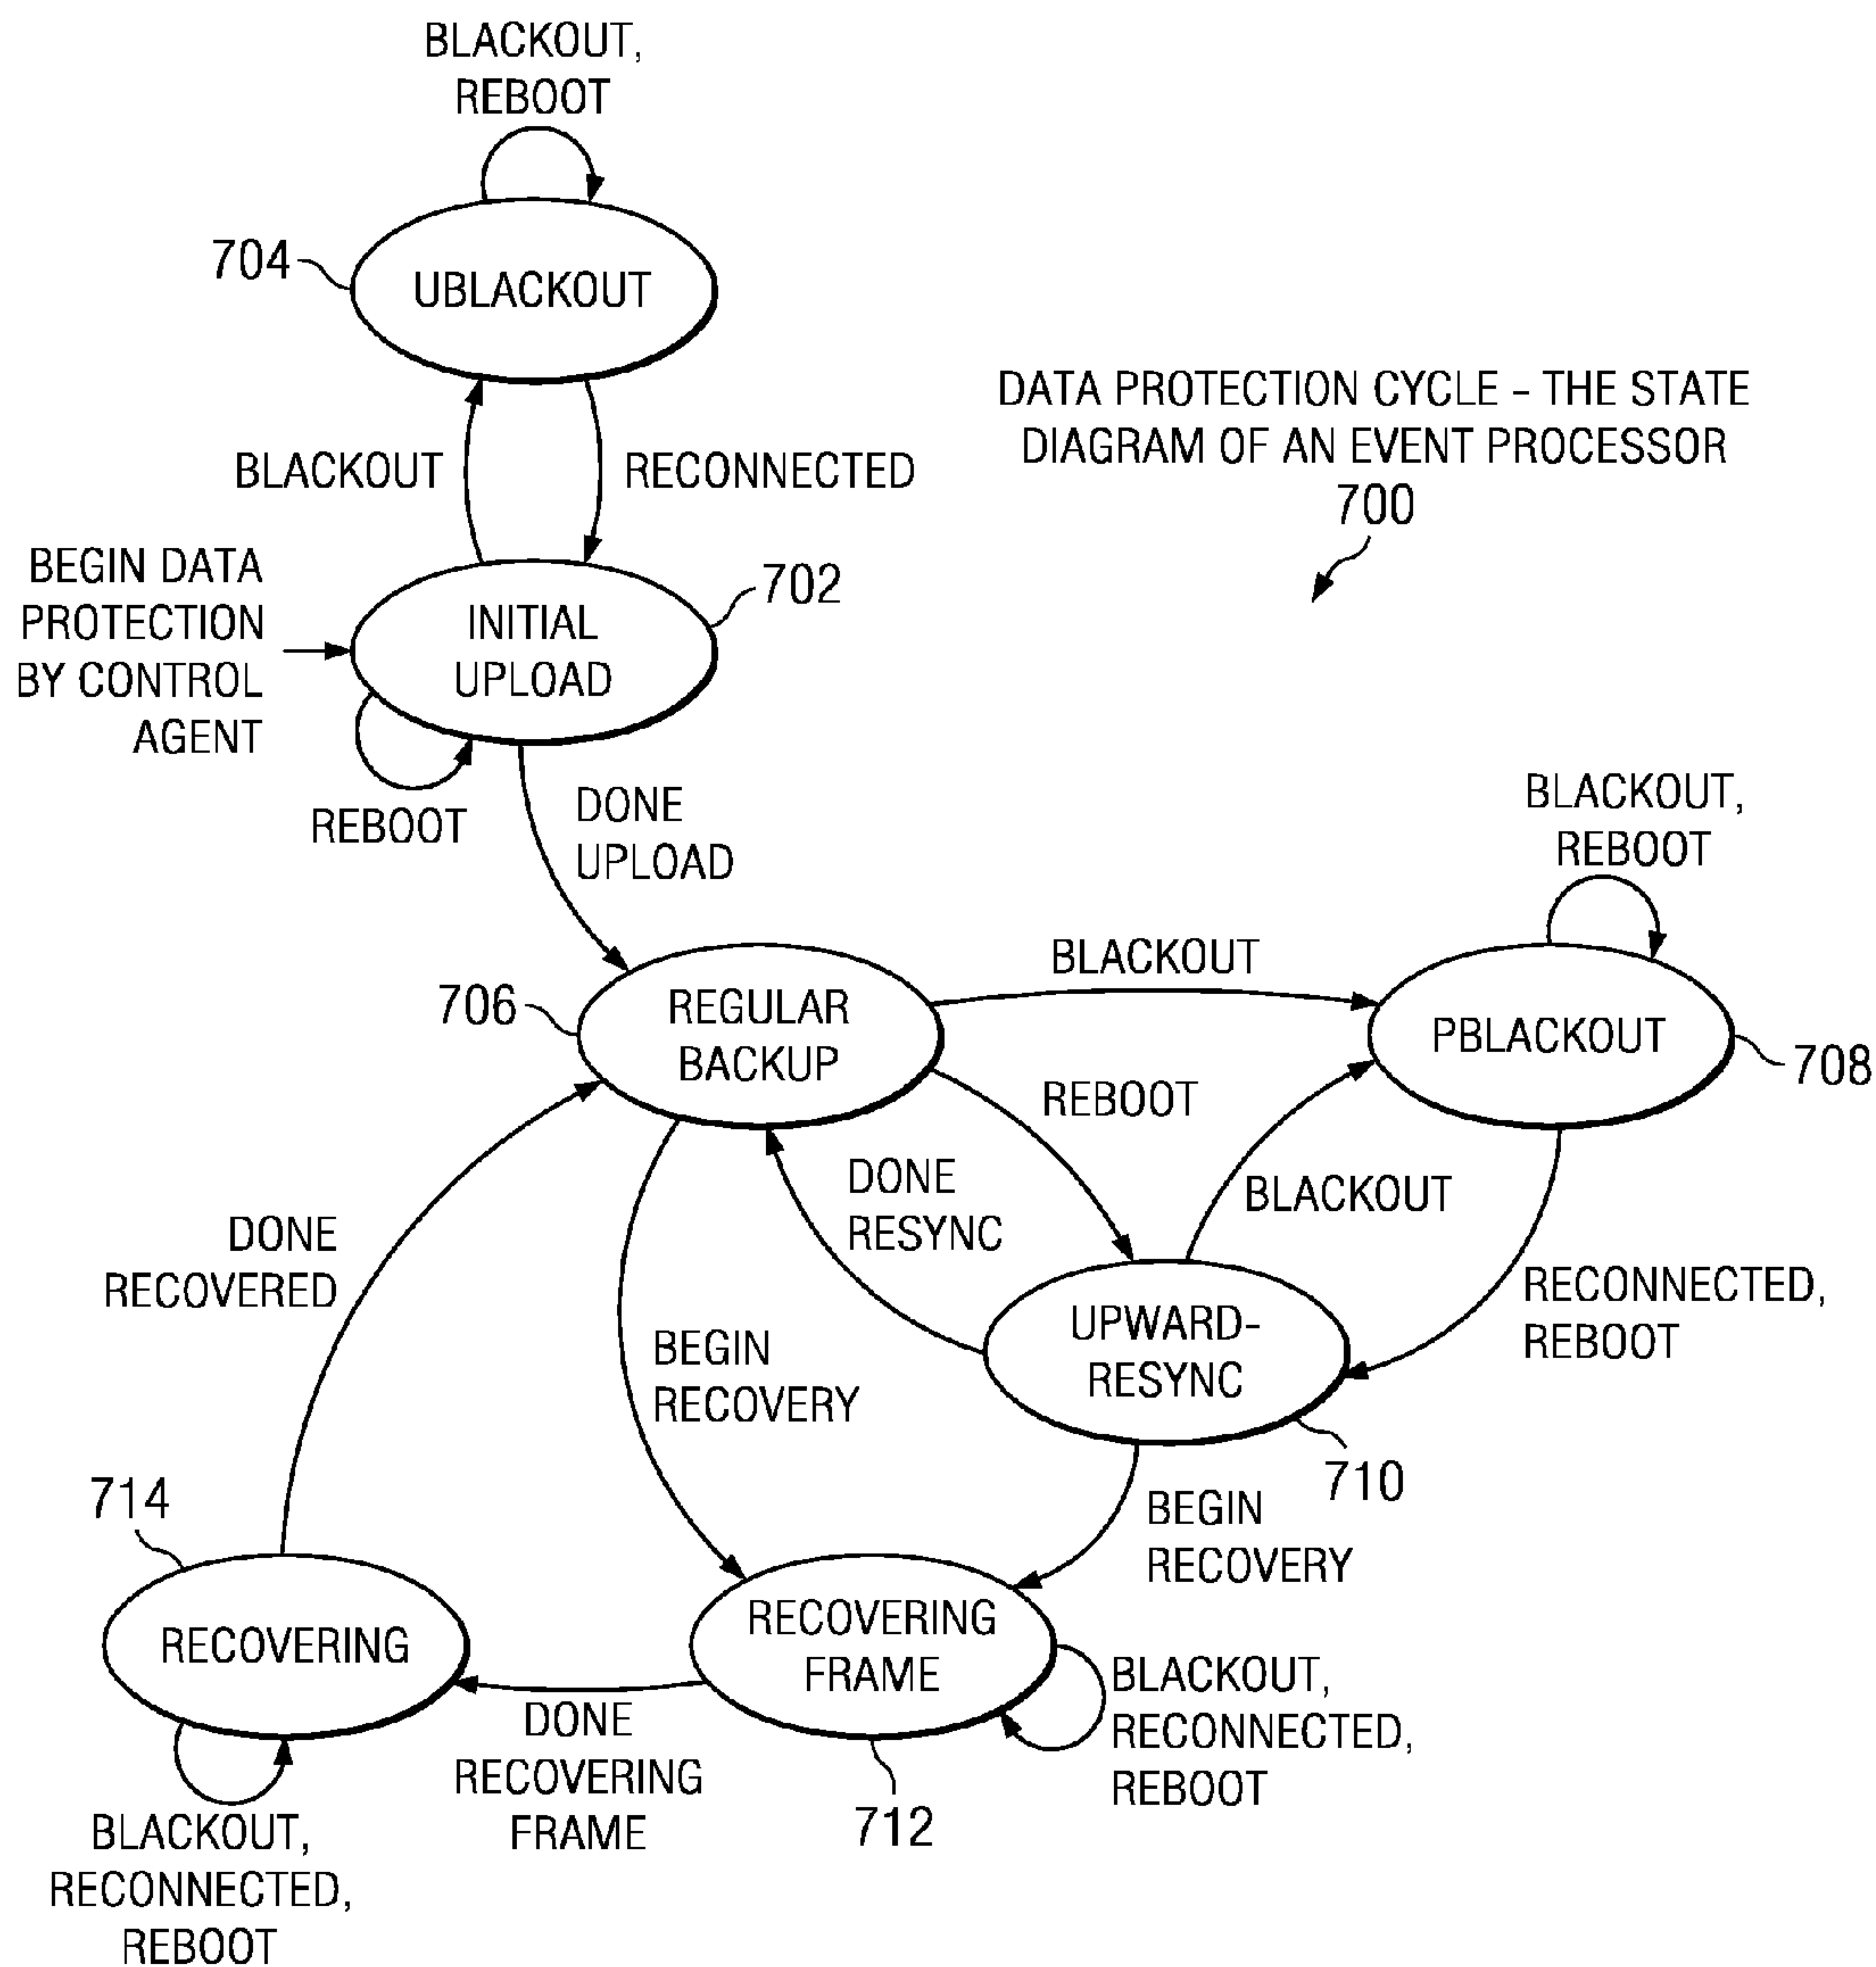 BLACKOUT,
REBOOT
704
UBLACKOUT
BLACKOUT
RECONNECTED
DATA PROTECTION CYCLE – THE STATE
DIAGRAM OF AN EVENT PROCESSOR
700
BEGIN DATA
PROTECTION
BY CONTROL
AGENT
702
INITIAL
UPLOAD
REBOOT
DONE
UPLOAD
BLACKOUT,
REBOOT
706
REGULAR
BACKUP
BLACKOUT
PBLACKOUT
708
REBOOT
DONE
RESYNC
BLACKOUT
RECONNECTED,
REBOOT
DONE
RECOVERED
BEGIN
RECOVERY
UPWARD-
RESYNC
710
BEGIN
RECOVERY
714
RECOVERING
RECOVERING
FRAME
BLACKOUT,
RECONNECTED,
REBOOT
DONE
RECOVERING
FRAME
712
BLACKOUT,
RECONNECTED,
REBOOT